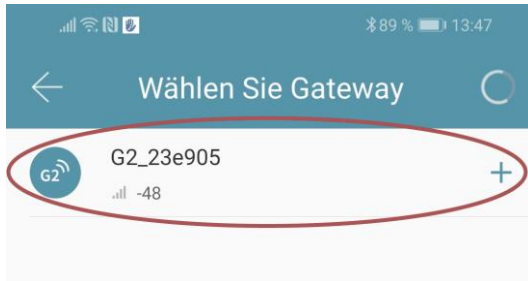 89 % 13:47
Wählen Sie Gateway
G2_23e905
G2
-48
+